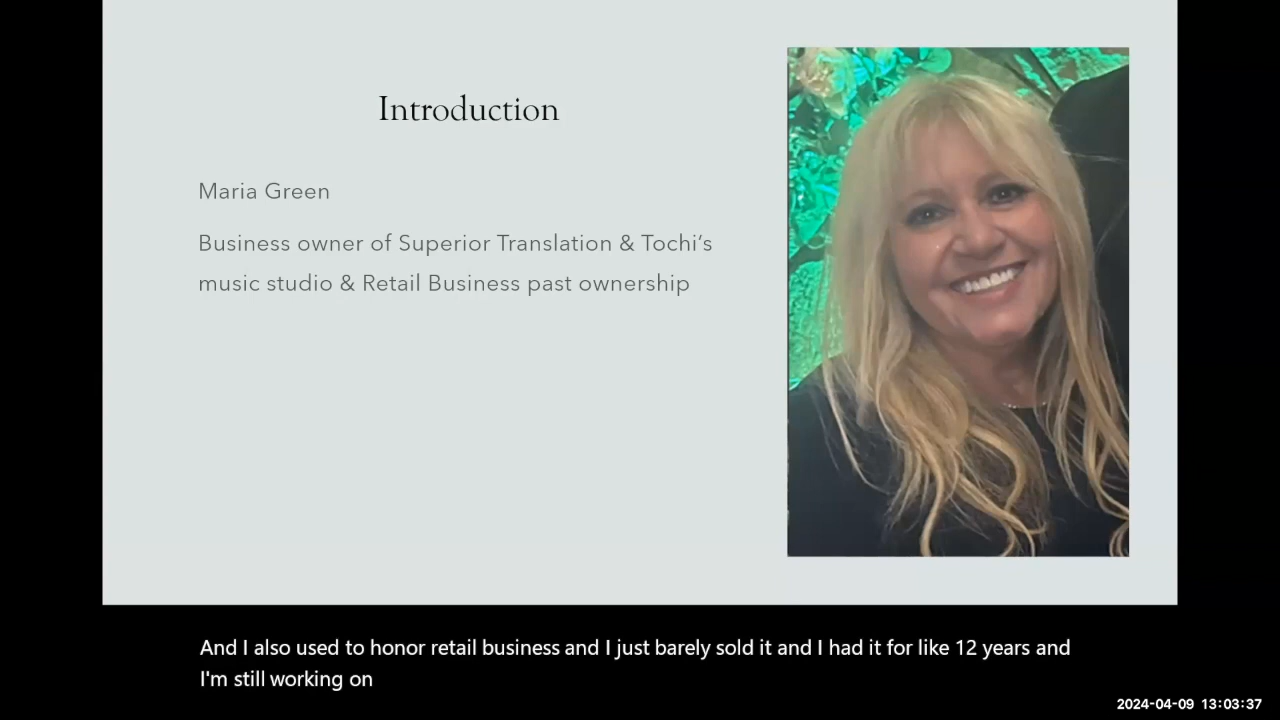 Introduction
Maria Green
Business owner of Superior Translation & Tochi’s
music studio & Retail Business past ownership
And I also used to honor retail business and I just barely sold it and I had it for like 12 years and
I'm still working on
2024-04-09 13:03:37